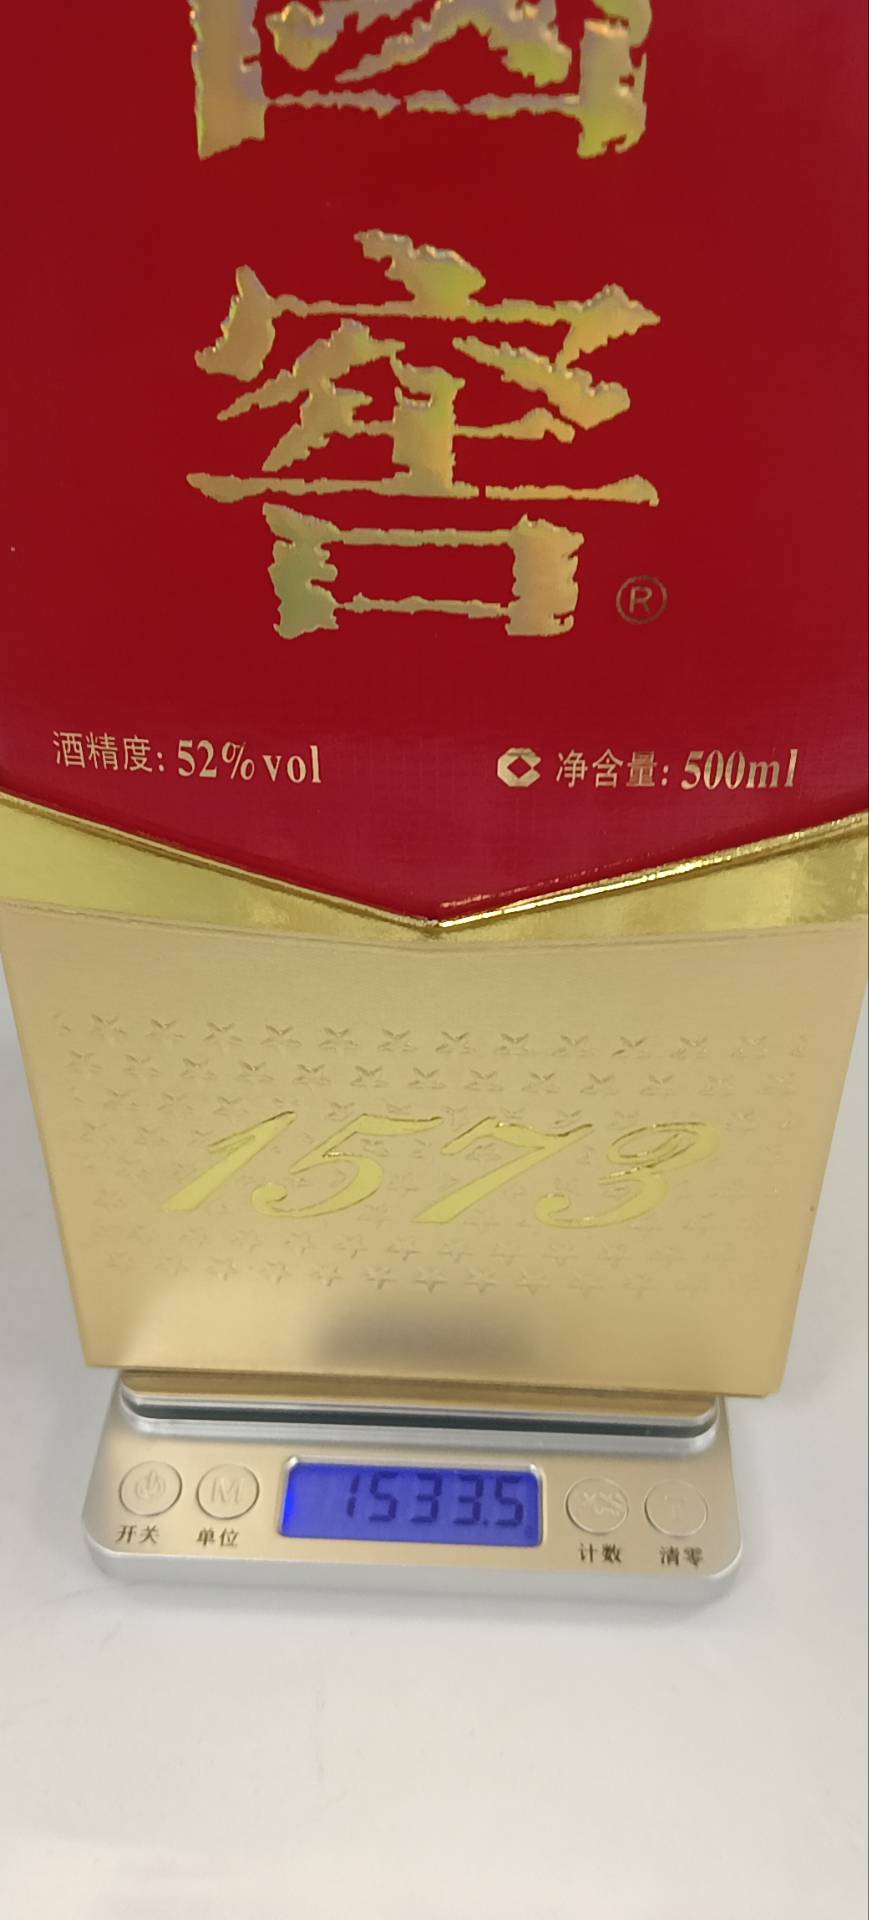 国
窖
®
酒精度: 52%vol
净含量: 500ml
1573
M
1533.5
开关
单位
计数
清零